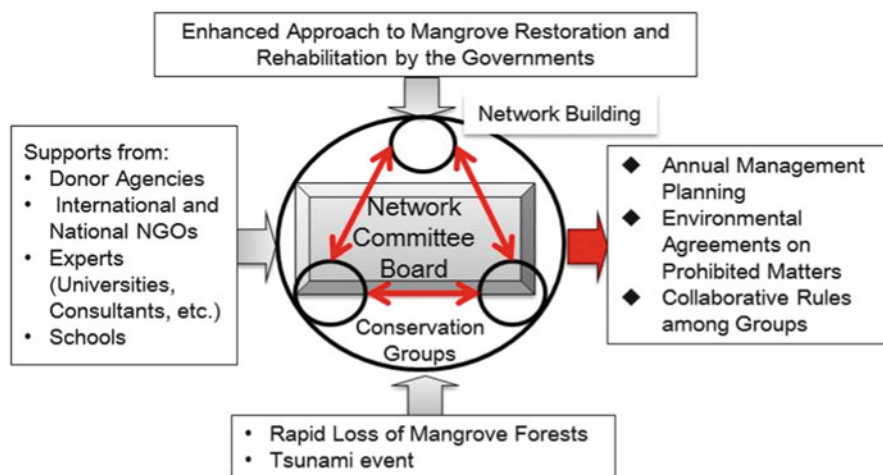 Enhanced Approach to Mangrove Restoration and
Rehabilitation by the Governments
Network Building
Supports from:
• Donor Agencies
• International and
National NGOs
• Experts
(Universities,
Consultants, etc.)
• Schools
Network
Committee
Board
Conservation
Groups
◆ Annual Management
Planning
◆ Environmental
Agreements on
Prohibited Matters
◆ Collaborative Rules
among Groups
• Rapid Loss of Mangrove Forests
• Tsunami event